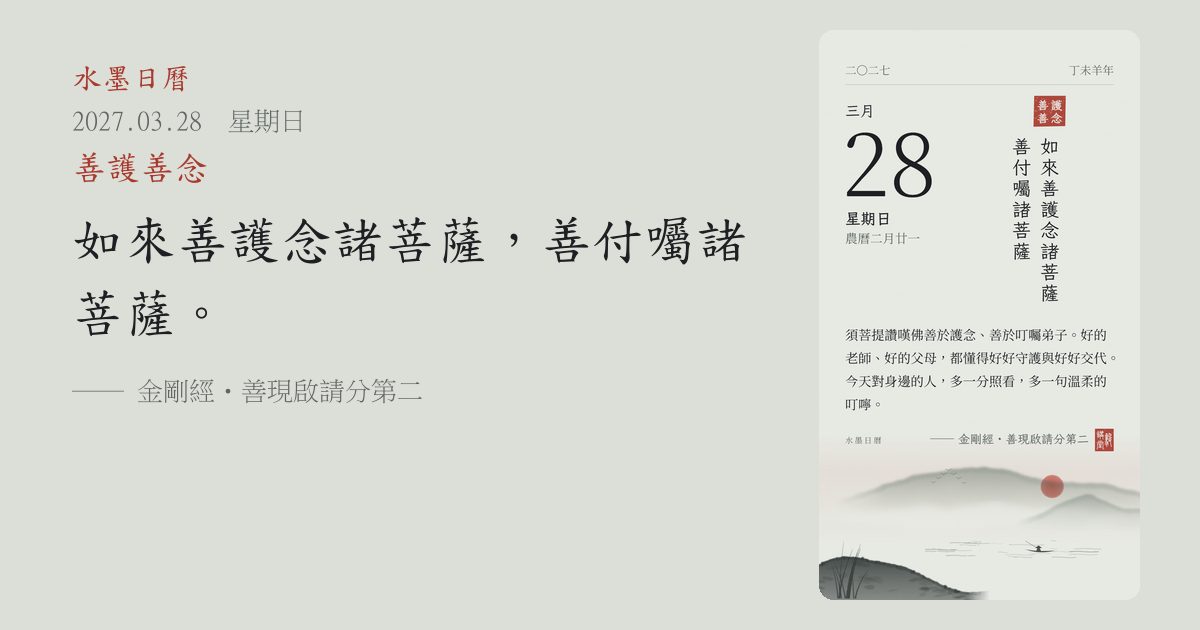 水墨日曆
2027.03.28 星期日
善護善念
如來善護念諸菩薩，善付囑諸
菩薩。
—— 金剛經・善現啟請分第二
二〇二七
丁未羊年
三月
28
星期日
農曆二月廿一
護念
善善
如來善護念諸菩薩
善付囑諸菩薩
須菩提讚嘆佛善於護念、善於叮囑弟子。好的
老師、好的父母，都懂得好好守護與好好交代。
今天對身邊的人，多一分照看，多一句溫柔的
叮嚀。
水墨日曆
—— 金剛經・善現啟請分第二